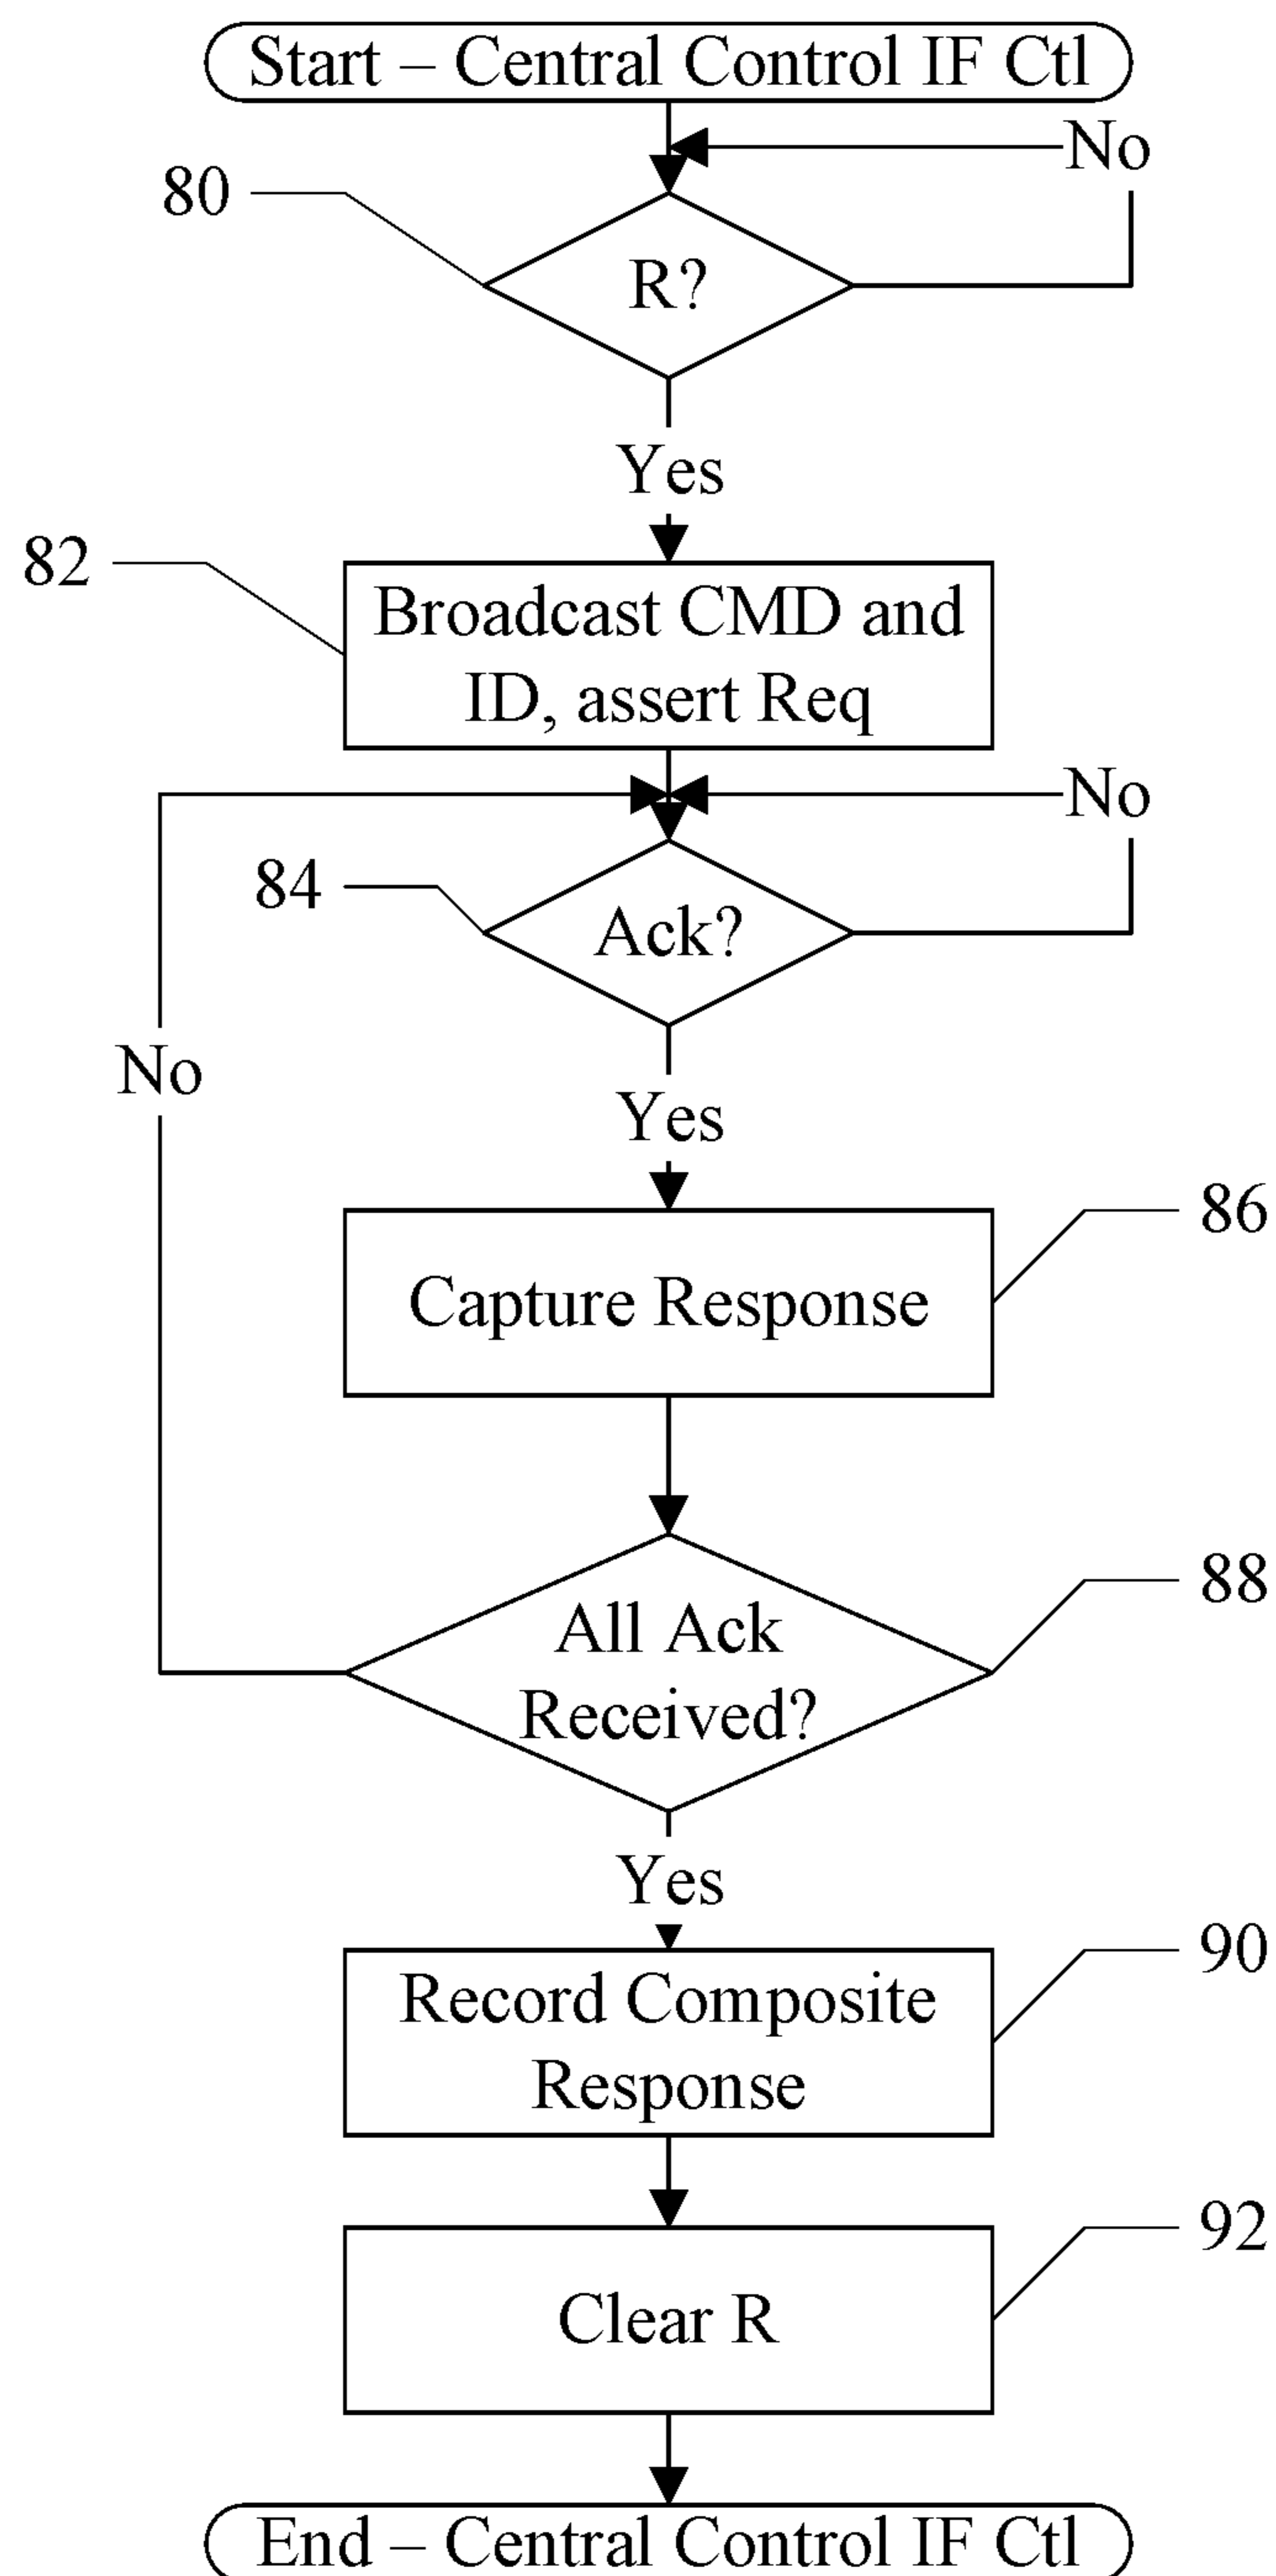 Start – Central Control IF Ctl
No
80
R?
Yes
82
Broadcast CMD and
ID, assert Req
No
84
Ack?
No
Yes
86
Capture Response
88
All Ack
Received?
Yes
90
Record Composite
Response
92
Clear R
End – Central Control IF Ctl